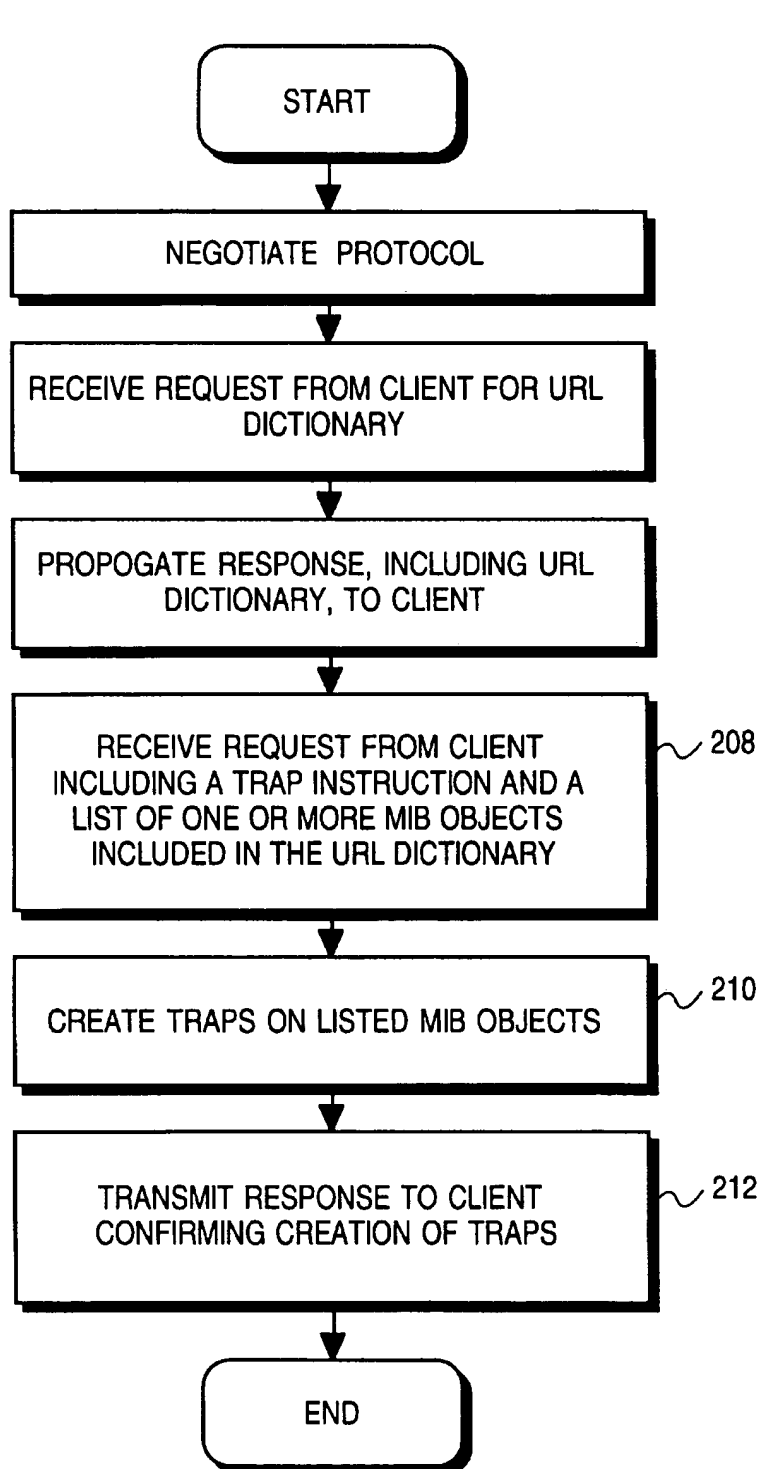 START
NEGOTIATE PROTOCOL
RECEIVE REQUEST FROM CLIENT FOR URL
DICTIONARY
PROPOGATE RESPONSE, INCLUDING URL
DICTIONARY, TO CLIENT
RECEIVE REQUEST FROM CLIENT
INCLUDING A TRAP INSTRUCTION AND A
LIST OF ONE OR MORE MIB OBJECTS
INCLUDED IN THE URL DICTIONARY
208
CREATE TRAPS ON LISTED MIB OBJECTS
210
TRANSMIT RESPONSE TO CLIENT
CONFIRMING CREATION OF TRAPS
212
END